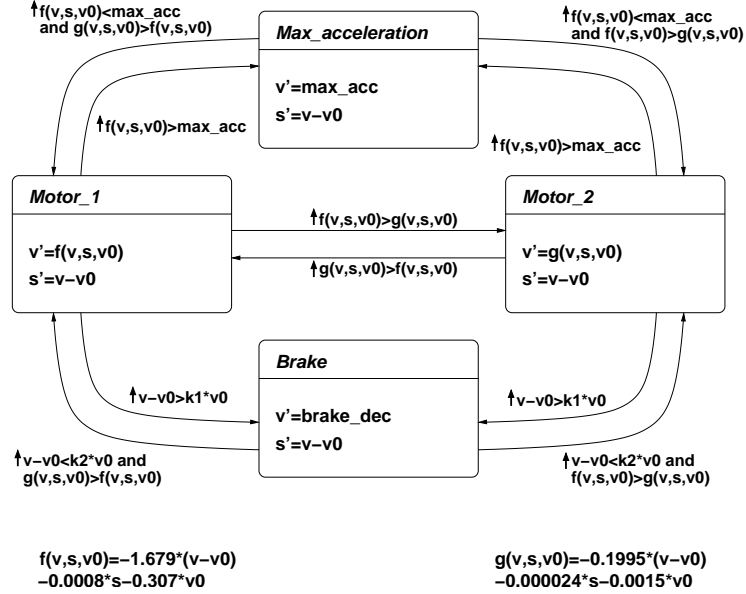 ↑f(v,s,v0)<max_acc
and g(v,s,v0)>f(v,s,v0)
↑f(v,s,v0)<max_acc
and f(v,s,v0)>g(v,s,v0)
Max_acceleration
v'=max_acc
s'=v−v0
↑f(v,s,v0)>max_acc
↑f(v,s,v0)>max_acc
Motor_1
v'=f(v,s,v0)
s'=v−v0
↑f(v,s,v0)>g(v,s,v0)
↑g(v,s,v0)>f(v,s,v0)
Motor_2
v'=g(v,s,v0)
s'=v−v0
Brake
v'=brake_dec
s'=v−v0
↑v−v0>k1*v0
↑v−v0>k1*v0
↑v−v0<k2*v0 and
g(v,s,v0)>f(v,s,v0)
↑v−v0<k2*v0 and
f(v,s,v0)>g(v,s,v0)
f(v,s,v0)=−1.679*(v−v0)
−0.0008*s−0.307*v0
g(v,s,v0)=−0.1995*(v−v0)
−0.000024*s−0.0015*v0